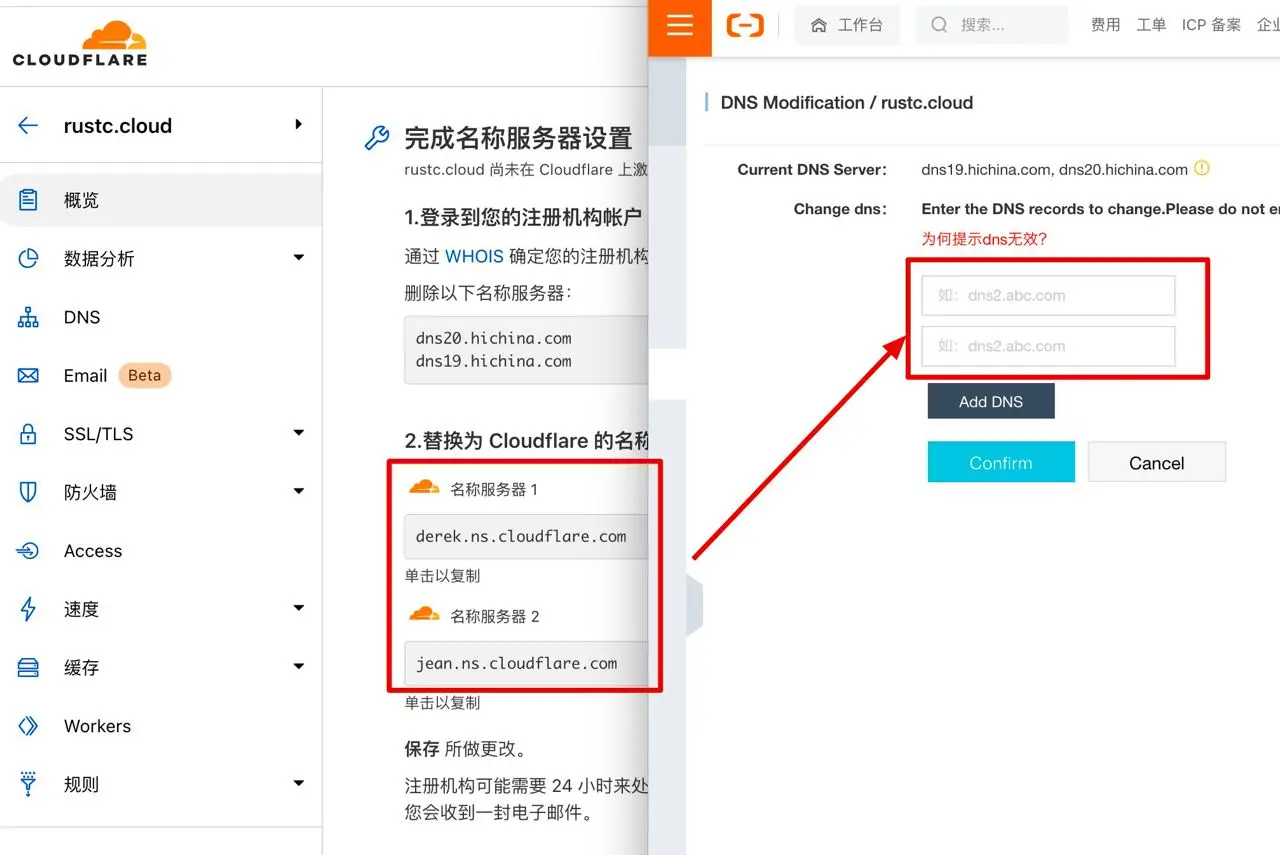 CLOUDFLARE
rustc.cloud
概览
数据分析
DNS
Email Beta
SSL/TLS
防火墙
Access
速度
缓存
Workers
规则
完成名称服务器设置
rustc.cloud 尚未在 Cloudflare 上激
1.登录到您的注册机构帐户
通过 WHOIS 确定您的注册机构
删除以下名称服务器：
dns20.hichina.com
dns19.hichina.com
2.替换为 Cloudflare 的名称
名称服务器 1
derek.ns.cloudflare.com
单击以复制
名称服务器 2
jean.ns.cloudflare.com
单击以复制
保存 所做更改。
注册机构可能需要 24 小时来处
您会收到一封电子邮件。
工作台
搜索...
费用 工单 ICP 备案 企业
DNS Modification / rustc.cloud
Current DNS Server: dns19.hichina.com, dns20.hichina.com
Change dns: Enter the DNS records to change.Please do not en
为何提示dns无效?
如：dns2.abc.com
如：dns2.abc.com
Add DNS
Confirm Cancel